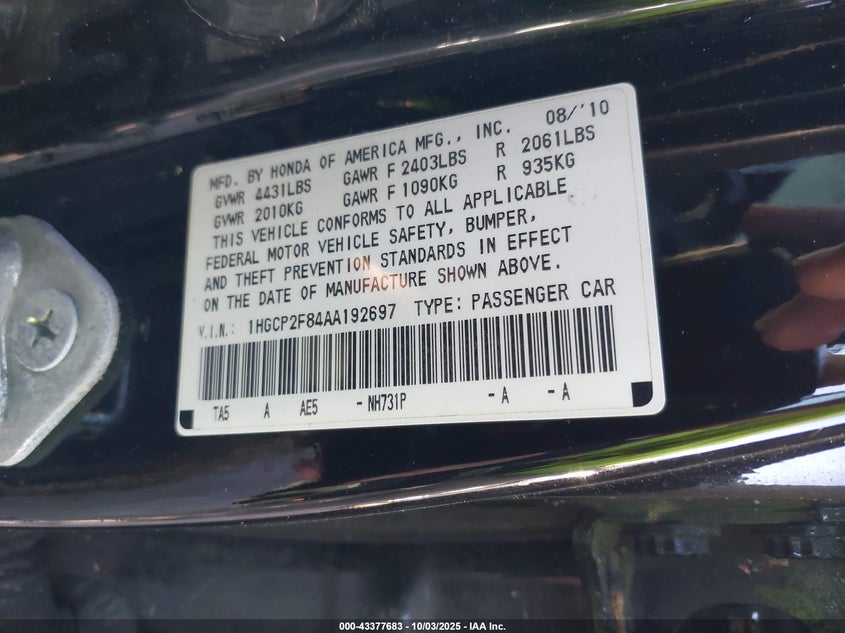 MFD. BY HONDA OF AMERICA MFG., INC. 08/'10
GVWR 4431LBS GAWR F 2403LBS R 2061LBS
GVWR 2010KG GAWR F 1090KG R 935KG
THIS VEHICLE CONFORMS TO ALL APPLICABLE
FEDERAL MOTOR VEHICLE SAFETY, BUMPER,
AND THEFT PREVENTION STANDARDS IN EFFECT
ON THE DATE OF MANUFACTURE SHOWN ABOVE.
V.I.N.: 1HGCP2F84AA192697 TYPE: PASSENGER CAR
TA5 A AE5 - NH731P - A - A
000-43377683 | 10/03/2025 | IAA Inc.